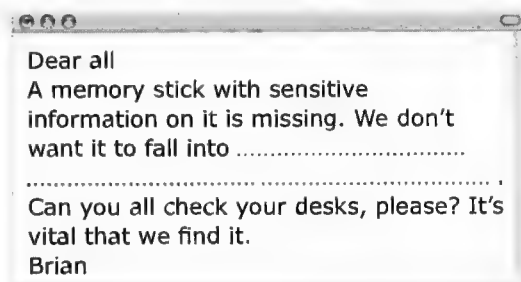 Dear all
A memory stick with sensitive
information on it is missing. We don't
want it to fall into ................................
................................ ................................ .
Can you all check your desks, please? It's
vital that we find it.
Brian